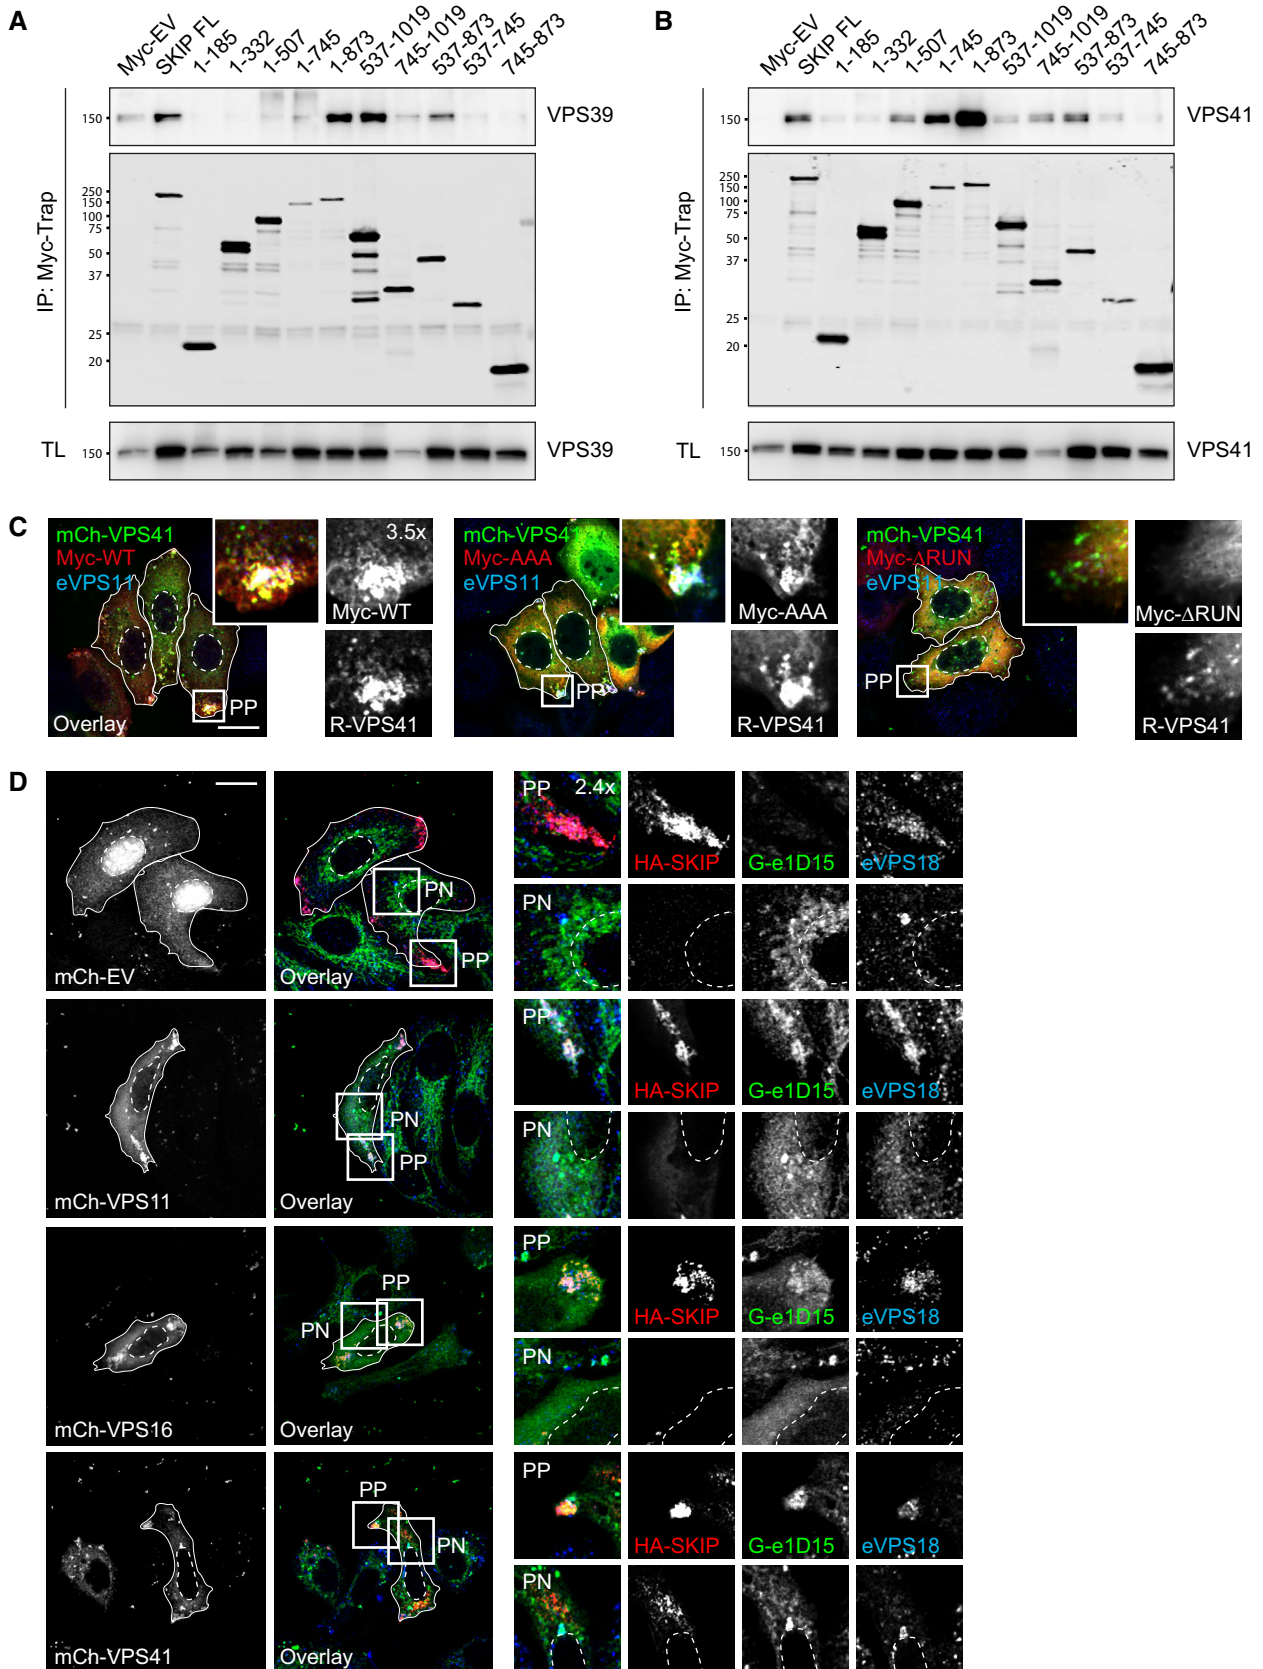 A
Myc-EV
SKIP FL
1-185
1-332
1-507
1-745
1-873
537-1019
745-1019
537-873
537-745
745-873
150
VPS39
IP: Myc-Trap
250
150
100
75
50
37
25
20
TL
150
VPS39
B
Myc-EV
SKIP FL
1-185
1-332
1-507
1-745
1-873
537-1019
745-1019
537-873
537-745
745-873
150
VPS41
IP: Myc-Trap
250
150
100
75
50
37
25
20
TL
150
VPS41
C
mCh-VPS41
Myc-WT
eVPS11
PP
Overlay
3.5x
Myc-WT
R-VPS41
mCh-VPS4
Myc-AAA
eVPS11
PP
Myc-AAA
R-VPS41
mCh-VPS41
Myc-ΔRUN
eVPS11
PP
Myc-ΔRUN
R-VPS41
D
mCh-EV
Overlay
PN
PP
PP 2.4x
HA-SKIP
G-e1D15
eVPS18
PN
mCh-VPS11
Overlay
PN
PP
PP
HA-SKIP
G-e1D15
eVPS18
PN
mCh-VPS16
Overlay
PP
PN
PP
HA-SKIP
G-e1D15
eVPS18
PN
mCh-VPS41
Overlay
PP
PN
PP
HA-SKIP
G-e1D15
eVPS18
PN